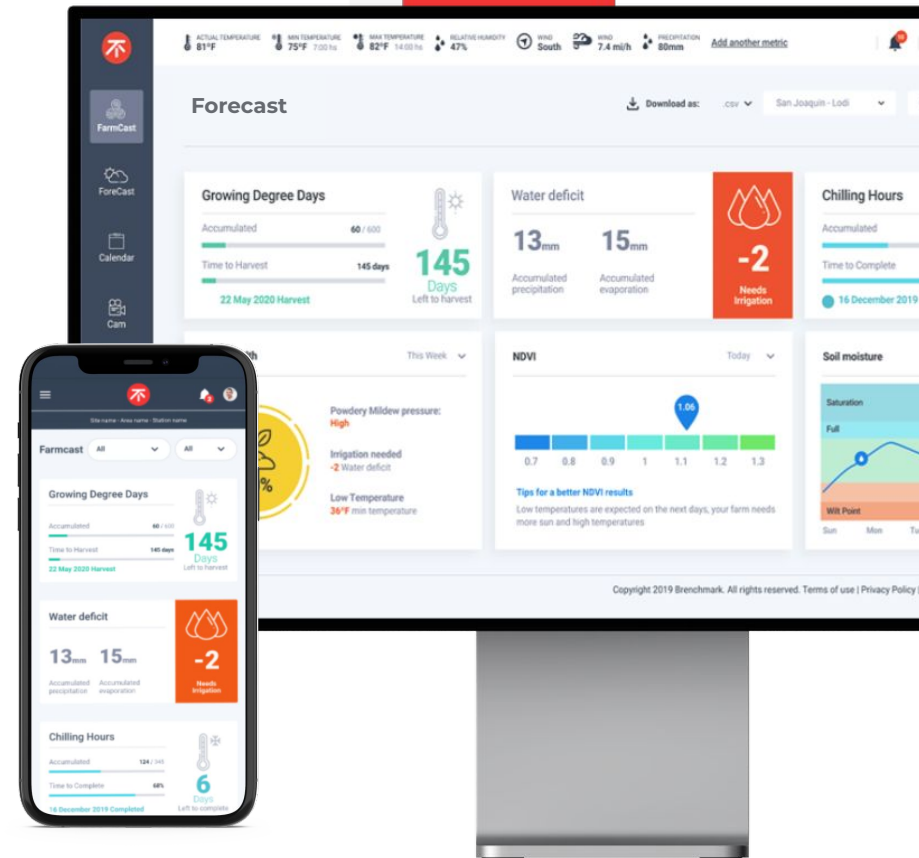 ACTUAL TEMPERATURE
81°F
MIN TEMPERATURE
75°F 7:00 hs
MAX TEMPERATURE
82°F 14:00 hs
RELATIVE HUMIDITY
47%
WIND
South
WIND
7.4 mi/h
PRECIPITATION
80mm
Add another metric
FarmCast
ForeCast
Calendar
Cam
Forecast
Download as: .csv
San Joaquin - Lodi
Growing Degree Days
Accumulated 60 / 600
Time to Harvest 145 days
22 May 2020 Harvest
145
Days
Left to harvest
Water deficit
13mm 15mm
Accumulated precipitation
Accumulated evaporation
-2
Needs
Irrigation
Chilling Hours
Accumulated
Time to Complete
16 December 2019
This Week
Powdery Mildew pressure:
High
Irrigation needed
-2 Water deficit
Low Temperature
36°F min temperature
%
NDVI
Today
1.06
0.7 0.8 0.9 1 1.1 1.2 1.3
Tips for a better NDVI results
Low temperatures are expected on the next days, your farm needs
more sun and high temperatures
Soil moisture
Saturation
Full
Wilt Point
Sun Mon Tu
Copyright 2019 Brenchmark. All rights reserved. Terms of use | Privacy Policy |
Site name - Area name - Station name
Farmcast All All
Growing Degree Days
Accumulated 60 / 600
Time to Harvest 145 days
22 May 2020 Harvest
145
Days
Left to harvest
Water deficit
13mm 15mm
Accumulated precipitation
Accumulated evaporation
-2
Needs
Irrigation
Chilling Hours
Accumulated 124 /
Time to Complete 68%
16 December 2019 Completed
6
Days
Left to complete